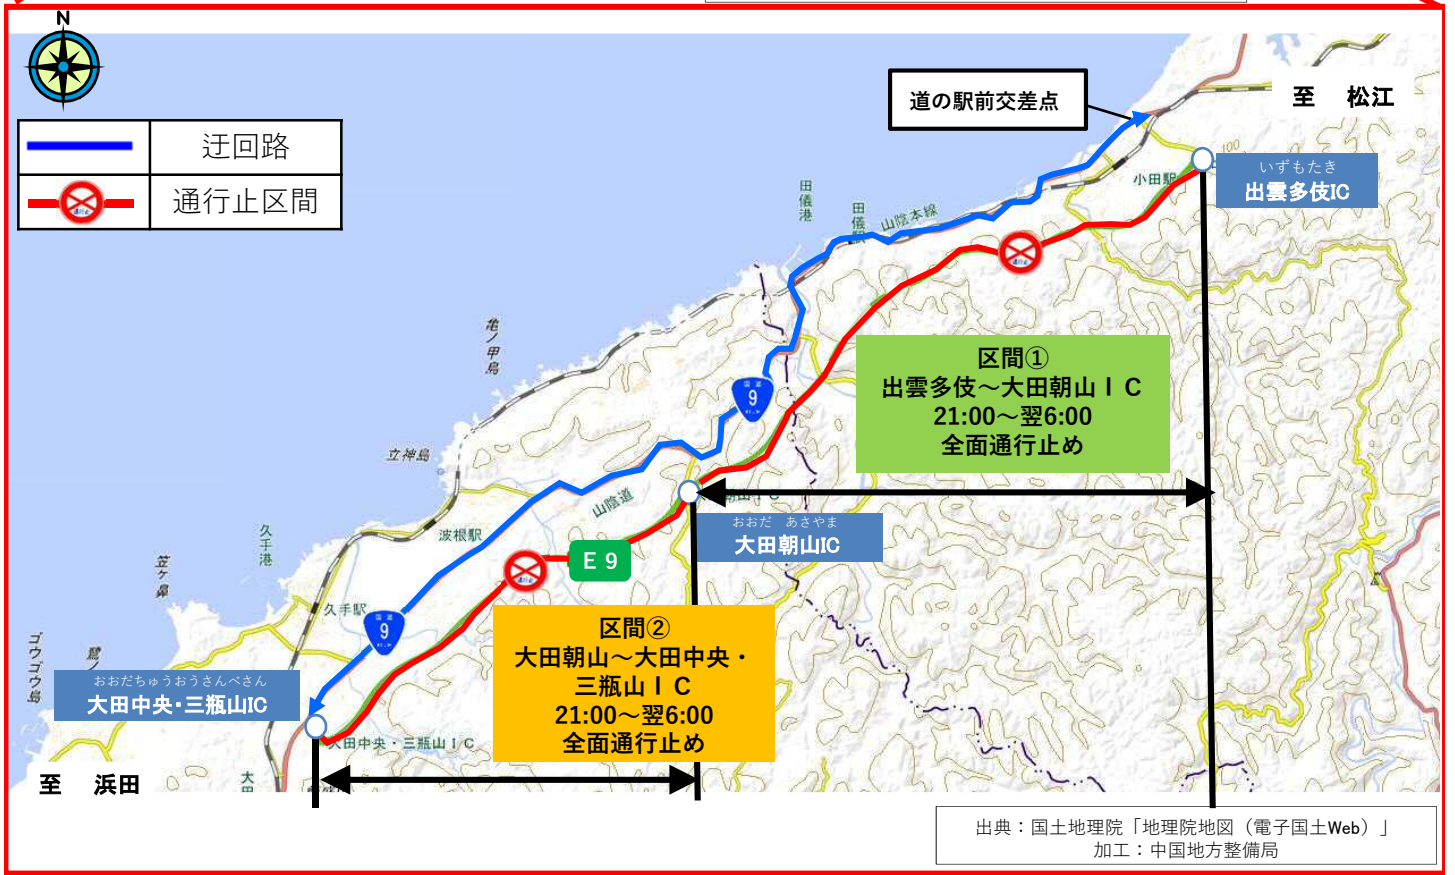 N
迂回路
通行止区間
道の駅前交差点
至 松江
100
いずもたき
出雲多伎IC
小田駅
田儀港
田儀駅
山陰本線
亀ノ甲島
区間①
出雲多伎～大田朝山ＩＣ
21:00～翌6:00
全面通行止め
国道
9
立神島
山陰道
おおだ あさやま
大田朝山IC
波根駅
久手港
笠ケ鼻
E 9
久手駅
国道
9
区間②
大田朝山～大田中央・
三瓶山ＩＣ
21:00～翌6:00
全面通行止め
ゴウゴウ島
おおだちゅうおうさんべさん
大田中央・三瓶山IC
大田中央・三瓶山ＩＣ
至 浜田
出典：国土地理院「地理院地図（電子国土Web）」
加工：中国地方整備局